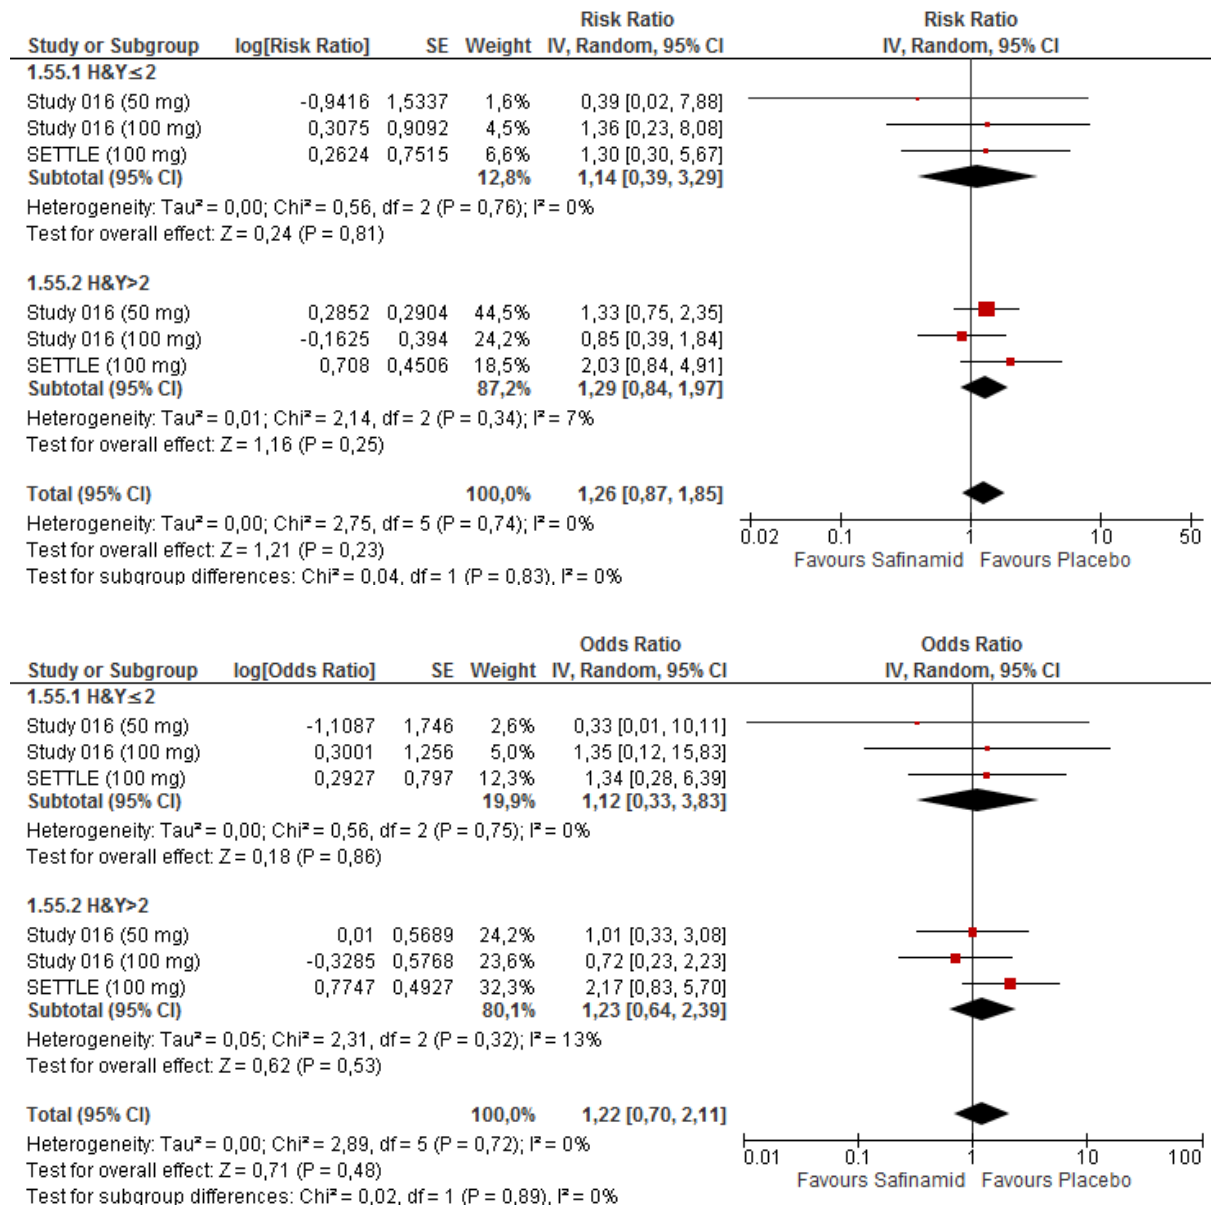 Risk Ratio Risk Ratio
Study or Subgroup log[Risk Ratio] SE Weight IV, Random, 95% CI IV, Random, 95% CI
1.55.1 H&Y≤2
Study 016 (50 mg) -0,9416 1,5337 1,6% 0,39 [0,02, 7,88]
Study 016 (100 mg) 0,3075 0,9092 4,5% 1,36 [0,23, 8,08]
SETTLE (100 mg) 0,2624 0,7515 6,6% 1,30 [0,30, 5,67]
Subtotal (95% CI) 12,8% 1,14 [0,39, 3,29]
Heterogeneity: Tau² = 0,00; Chi² = 0,56, df = 2 (P = 0,76); I² = 0%
Test for overall effect: Z = 0,24 (P = 0,81)
1.55.2 H&Y>2
Study 016 (50 mg) 0,2852 0,2904 44,5% 1,33 [0,75, 2,35]
Study 016 (100 mg) -0,1625 0,394 24,2% 0,85 [0,39, 1,84]
SETTLE (100 mg) 0,708 0,4506 18,5% 2,03 [0,84, 4,91]
Subtotal (95% CI) 87,2% 1,29 [0,84, 1,97]
Heterogeneity: Tau² = 0,01; Chi² = 2,14, df = 2 (P = 0,34); I² = 7%
Test for overall effect: Z = 1,16 (P = 0,25)
Total (95% CI) 100,0% 1,26 [0,87, 1,85]
Heterogeneity: Tau² = 0,00; Chi² = 2,75, df = 5 (P = 0,74); I² = 0%
Test for overall effect: Z = 1,21 (P = 0,23)
Test for subgroup differences: Chi² = 0,04, df = 1 (P = 0,83), I² = 0%
0.02 0.1 1 10 50
Favours Safinamid Favours Placebo
Odds Ratio Odds Ratio
Study or Subgroup log[Odds Ratio] SE Weight IV, Random, 95% CI IV, Random, 95% CI
1.55.1 H&Y≤2
Study 016 (50 mg) -1,1087 1,746 2,6% 0,33 [0,01, 10,11]
Study 016 (100 mg) 0,3001 1,256 5,0% 1,35 [0,12, 15,83]
SETTLE (100 mg) 0,2927 0,797 12,3% 1,34 [0,28, 6,39]
Subtotal (95% CI) 19,9% 1,12 [0,33, 3,83]
Heterogeneity: Tau² = 0,00; Chi² = 0,56, df = 2 (P = 0,75); I² = 0%
Test for overall effect: Z = 0,18 (P = 0,86)
1.55.2 H&Y>2
Study 016 (50 mg) 0,01 0,5689 24,2% 1,01 [0,33, 3,08]
Study 016 (100 mg) -0,3285 0,5768 23,6% 0,72 [0,23, 2,23]
SETTLE (100 mg) 0,7747 0,4927 32,3% 2,17 [0,83, 5,70]
Subtotal (95% CI) 80,1% 1,23 [0,64, 2,39]
Heterogeneity: Tau² = 0,05; Chi² = 2,31, df = 2 (P = 0,32); I² = 13%
Test for overall effect: Z = 0,62 (P = 0,53)
Total (95% CI) 100,0% 1,22 [0,70, 2,11]
Heterogeneity: Tau² = 0,00; Chi² = 2,89, df = 5 (P = 0,72); I² = 0%
Test for overall effect: Z = 0,71 (P = 0,48)
Test for subgroup differences: Chi² = 0,02, df = 1 (P = 0,89), I² = 0%
0.01 0.1 1 10 100
Favours Safinamid Favours Placebo